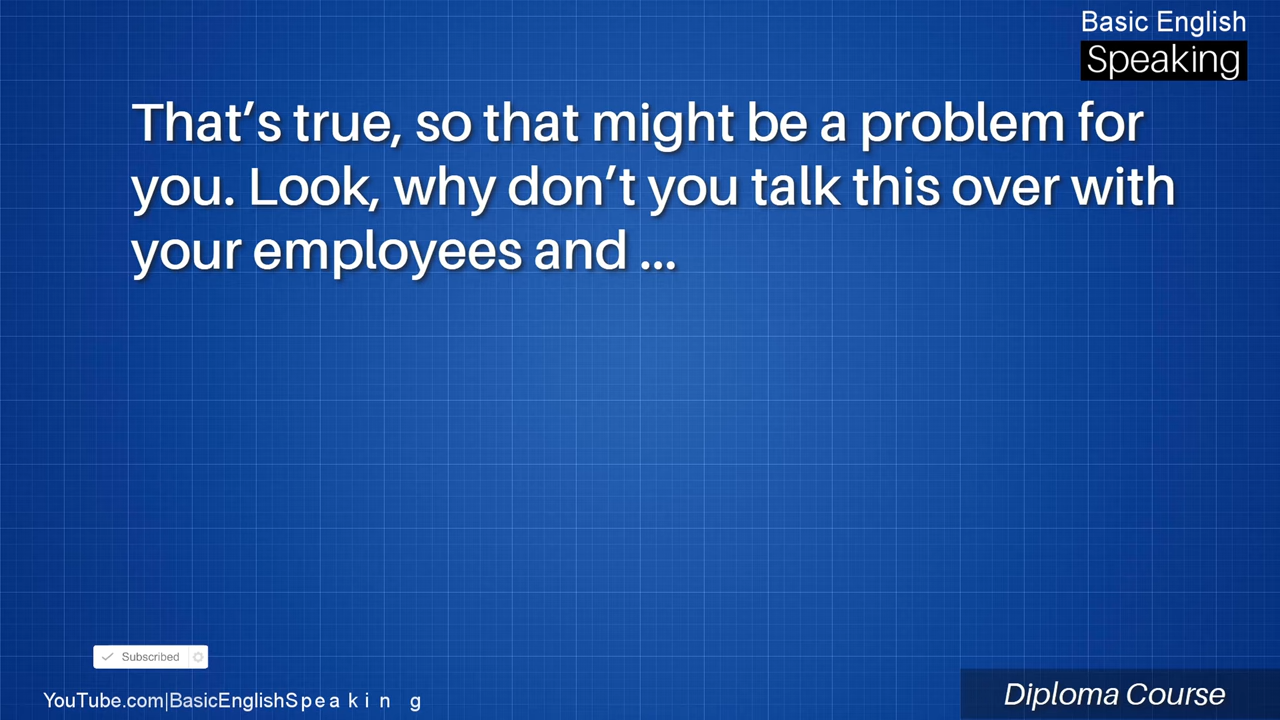 Basic English
Speaking
That’s true, so that might be a problem for
you. Look, why don’t you talk this over with
your employees and ...
Subscribed
YouTube.com|BasicEnglishSpeakin g
Diploma Course